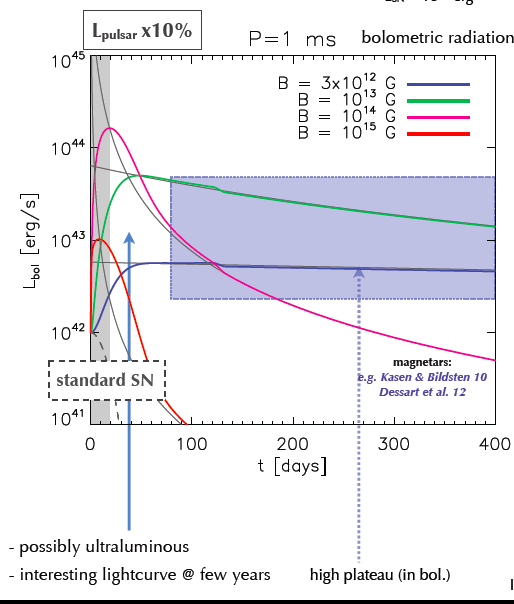 L_pulsar x10%
P=1 ms
bolometric radiation
B = 3x10^12 G
B = 10^13 G
B = 10^14 G
B = 10^15 G
10^45
10^44
10^43
10^42
10^41
L_bol [erg/s]
standard SN
magnetars:
e.g. Kasen & Bildsten 10
Dessart et al. 12
0 100 200 300 400
t [days]
- possibly ultraluminous
- interesting lightcurve @ few years
high plateau (in bol.)